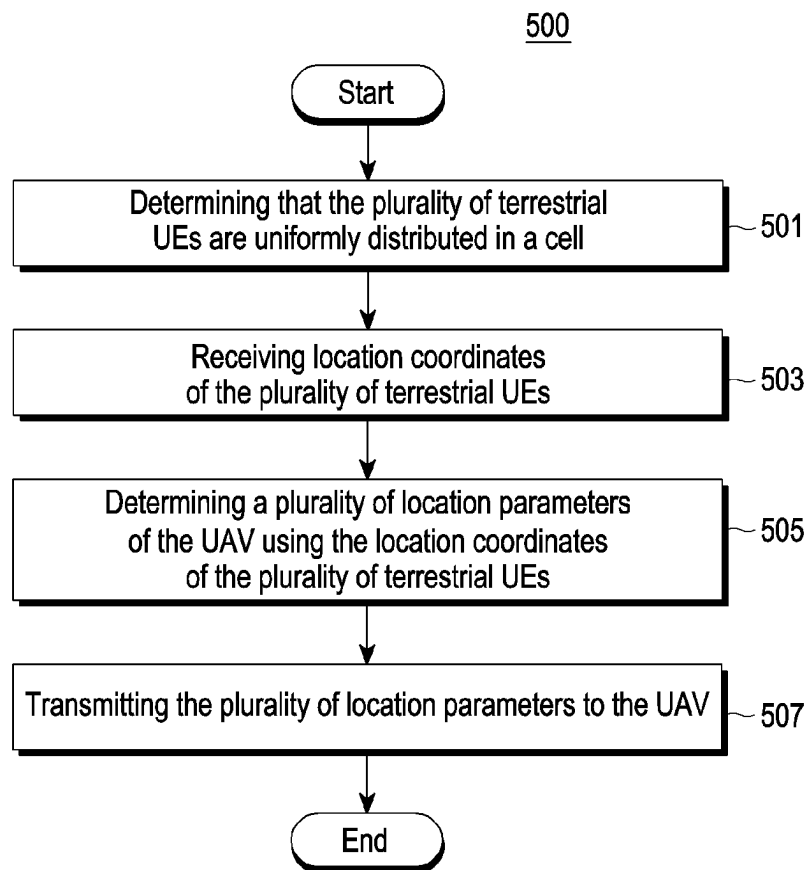 500
Start
Determining that the plurality of terrestrial
UEs are uniformly distributed in a cell
501
Receiving location coordinates
of the plurality of terrestrial UEs
503
Determining a plurality of location parameters
of the UAV using the location coordinates
of the plurality of terrestrial UEs
505
Transmitting the plurality of location parameters to the UAV
507
End